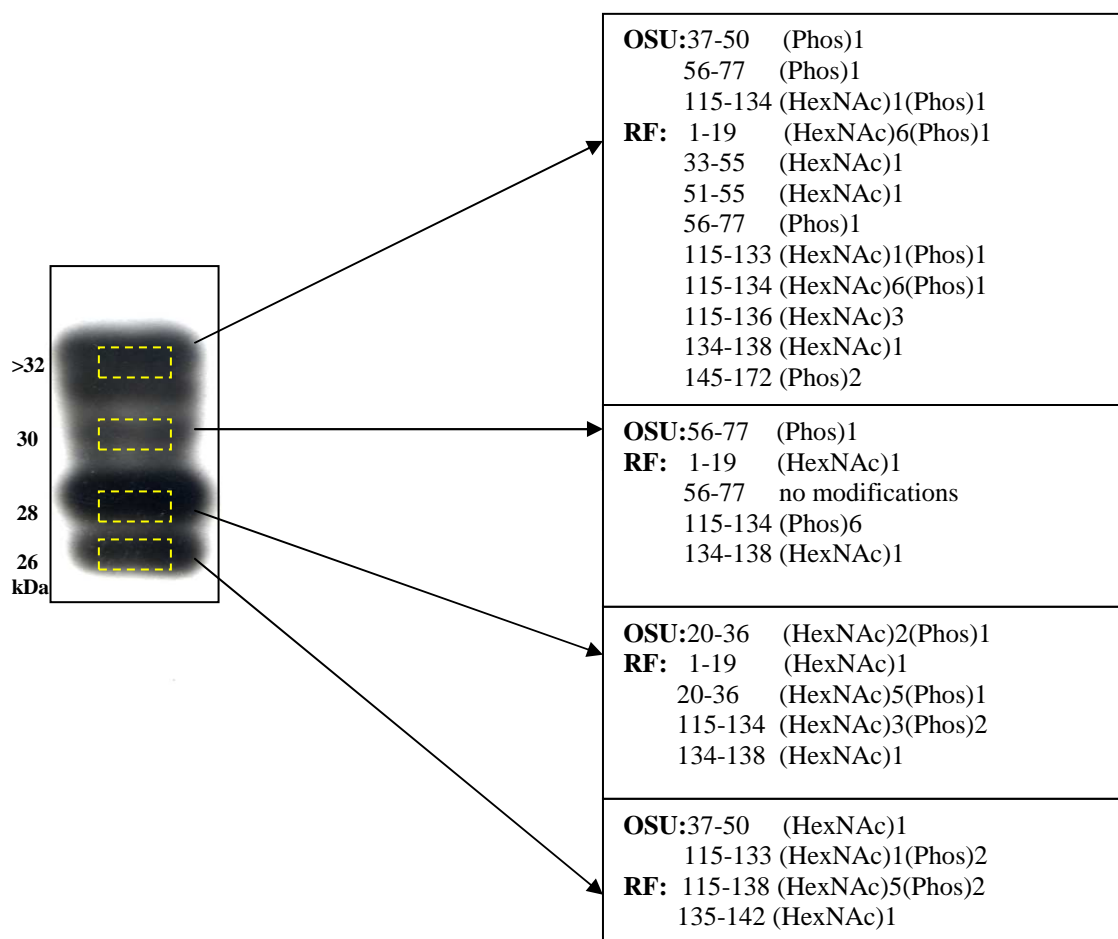 >32
30
28
26
kDa
OSU:37-50 (Phos)1
56-77 (Phos)1
115-134 (HexNAc)1(Phos)1
RF: 1-19 (HexNAc)6(Phos)1
33-55 (HexNAc)1
51-55 (HexNAc)1
56-77 (Phos)1
115-133 (HexNAc)1(Phos)1
115-134 (HexNAc)6(Phos)1
115-136 (HexNAc)3
134-138 (HexNAc)1
145-172 (Phos)2
OSU:56-77 (Phos)1
RF: 1-19 (HexNAc)1
56-77 no modifications
115-134 (Phos)6
134-138 (HexNAc)1
OSU:20-36 (HexNAc)2(Phos)1
RF: 1-19 (HexNAc)1
20-36 (HexNAc)5(Phos)1
115-134 (HexNAc)3(Phos)2
134-138 (HexNAc)1
OSU:37-50 (HexNAc)1
115-133 (HexNAc)1(Phos)2
RF: 115-138 (HexNAc)5(Phos)2
135-142 (HexNAc)1